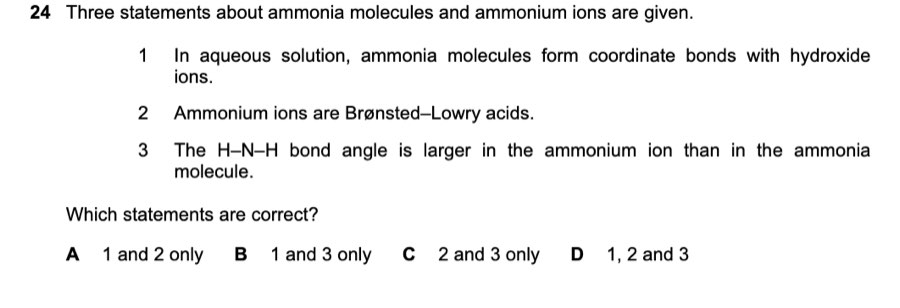 24 Three statements about ammonia molecules and ammonium ions are given.
1 In aqueous solution, ammonia molecules form coordinate bonds with hydroxide
ions.
2 Ammonium ions are Brønsted–Lowry acids.
3 The H–N–H bond angle is larger in the ammonium ion than in the ammonia
molecule.
Which statements are correct?
A 1 and 2 only B 1 and 3 only C 2 and 3 only D 1, 2 and 3